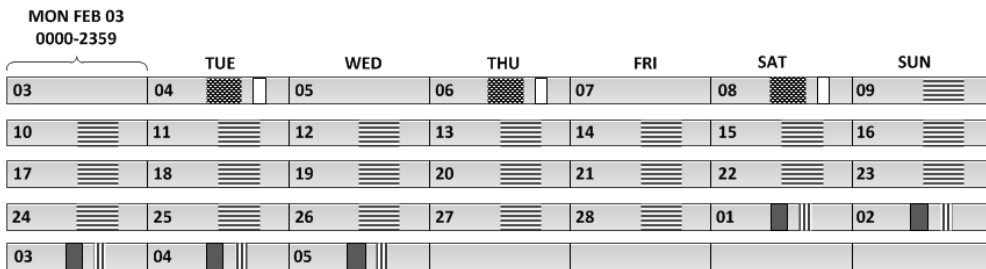 MON FEB 03
0000-2359
TUE WED THU FRI SAT SUN
03 04 05 06 07 08 09
10 11 12 13 14 15 16
17 18 19 20 21 22 23
24 25 26 27 28 01 02
03 04 05